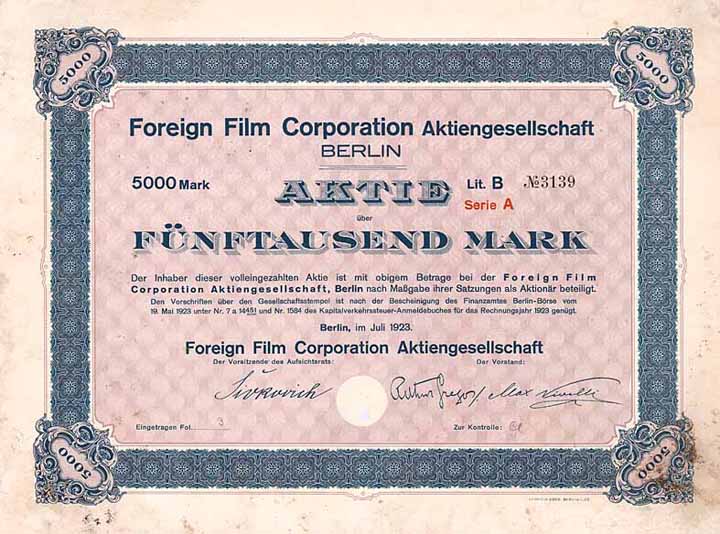 5000
5000
Foreign Film Corporation Aktiengesellschaft
BERLIN
5000 Mark AKTIE Lit. B № 3139
Serie A
über
FÜNFTAUSEND MARK
Der Inhaber dieser volleingezahlten Aktie ist mit obigem Betrage bei der Foreign Film
Corporation Aktiengesellschaft, Berlin nach Maßgabe ihrer Satzungen als Aktionär beteiligt.
Den Vorschriften über den Gesellschaftsstempel ist nach der Bescheinigung des Finanzamtes Berlin-Börse vom
19. Mai 1923 unter Nr. 7 a 1445I und Nr. 1584 des Kapitalverkehrssteuer-Anmeldebuches für das Rechnungsjahr 1923 genügt.
Berlin, im Juli 1923.
Foreign Film Corporation Aktiengesellschaft
Der Vorsitzende des Aufsichtsrats: Der Vorstand:
Eingetragen Fol. 3 Zur Kontrolle:
5000
5000